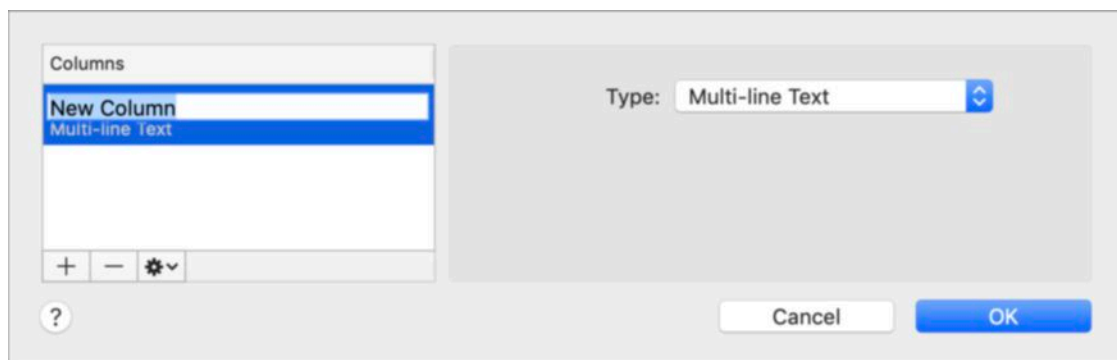 Columns
New Column
Multi-line Text
Type: Multi-line Text
+ −
?
Cancel OK